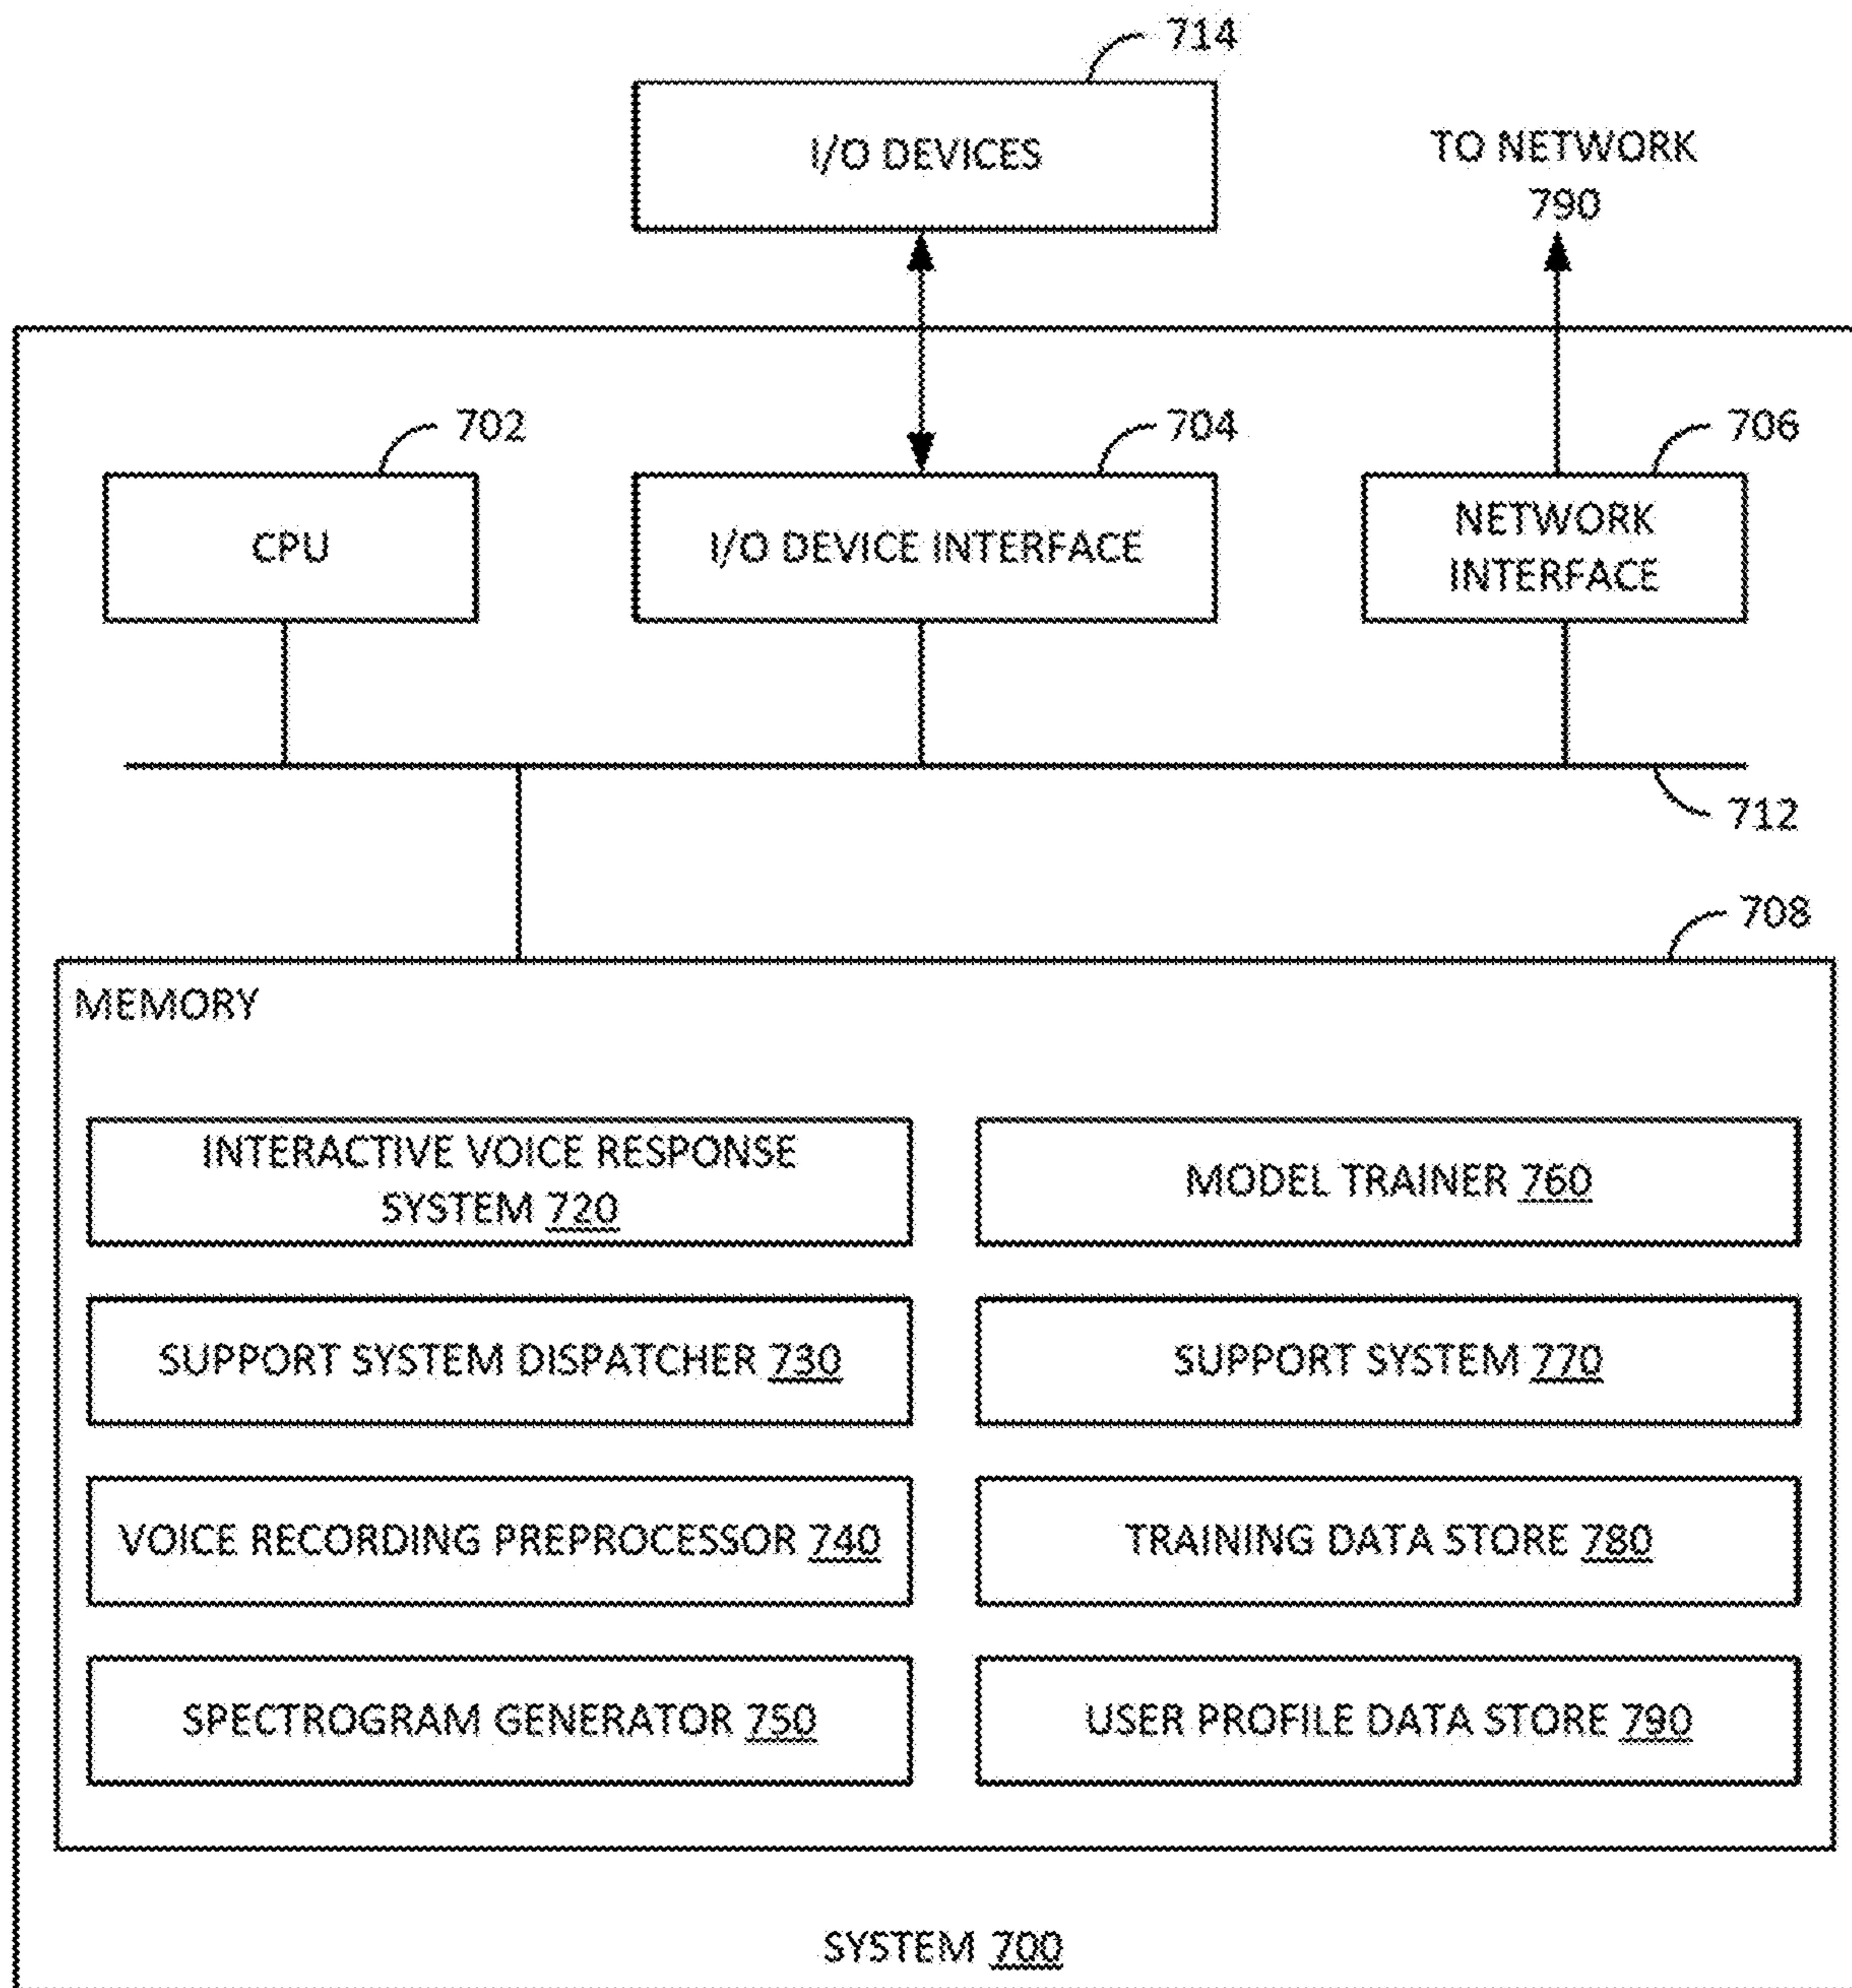 714
I/O DEVICES
TO NETWORK
790
702
704
706
CPU
I/O DEVICE INTERFACE
NETWORK
INTERFACE
712
708
MEMORY
INTERACTIVE VOICE RESPONSE
SYSTEM 720
MODEL TRAINER 760
SUPPORT SYSTEM DISPATCHER 730
SUPPORT SYSTEM 770
VOICE RECORDING PREPROCESSOR 740
TRAINING DATA STORE 780
SPECTROGRAM GENERATOR 750
USER PROFILE DATA STORE 790
SYSTEM 700